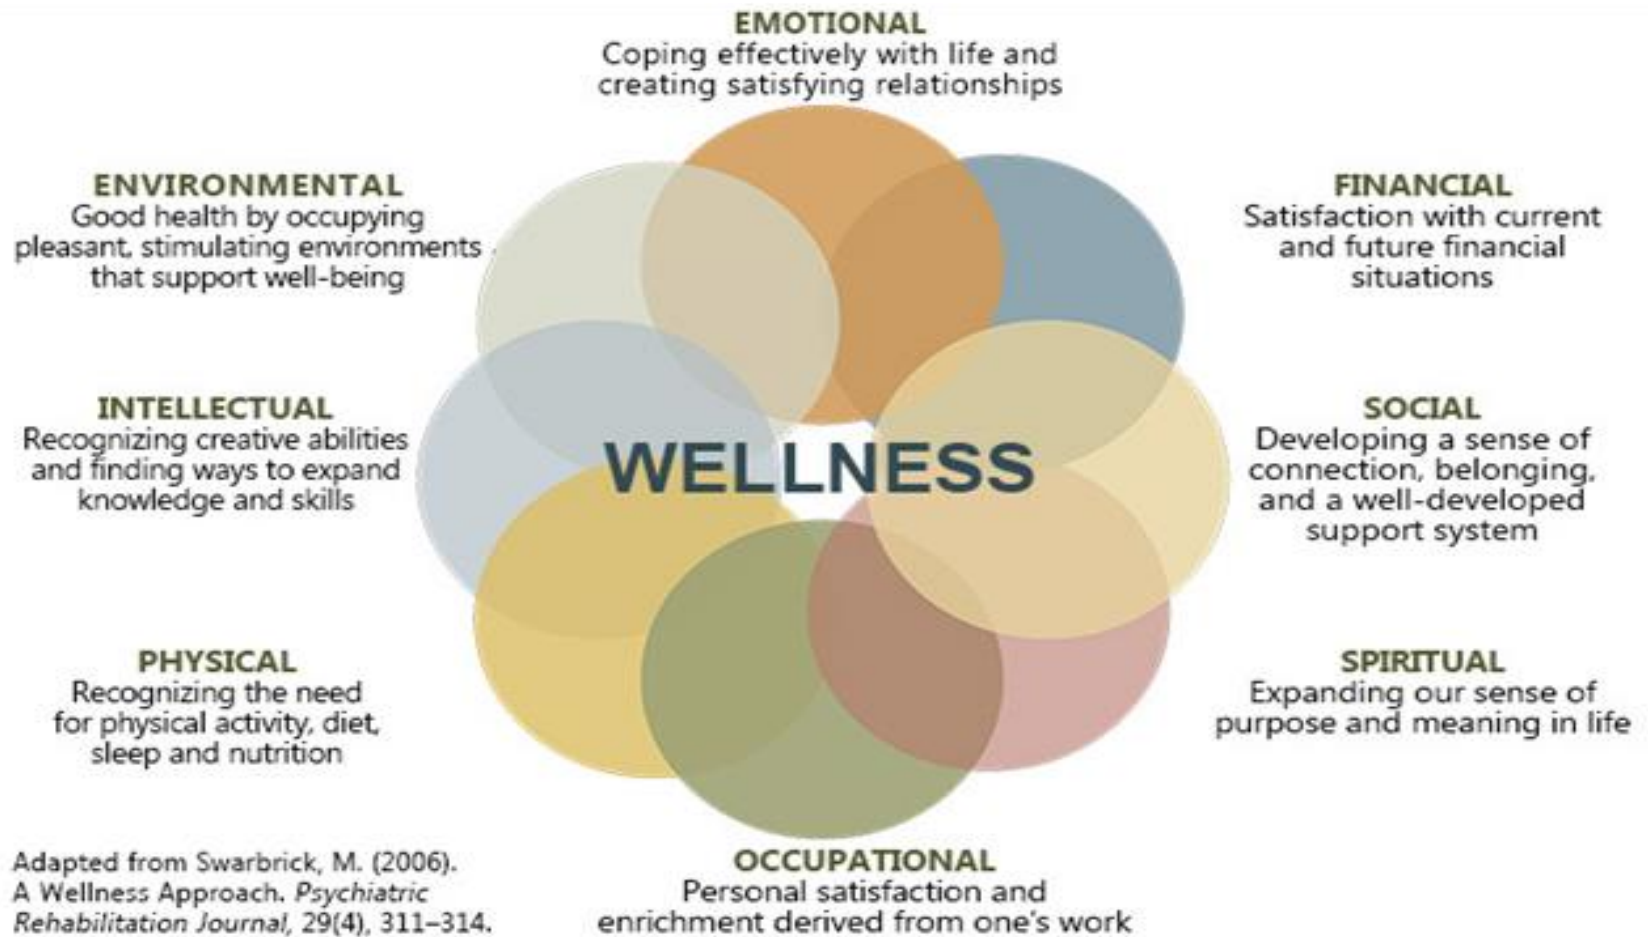 EMOTIONAL
Coping effectively with life and
creating satisfying relationships
ENVIRONMENTAL
Good health by occupying
pleasant, stimulating environments
that support well-being
FINANCIAL
Satisfaction with current
and future financial
situations
INTELLECTUAL
Recognizing creative abilities
and finding ways to expand
knowledge and skills
WELLNESS
SOCIAL
Developing a sense of
connection, belonging,
and a well-developed
support system
PHYSICAL
Recognizing the need
for physical activity, diet,
sleep and nutrition
SPIRITUAL
Expanding our sense of
purpose and meaning in life
OCCUPATIONAL
Personal satisfaction and
enrichment derived from one's work
Adapted from Swarbrick, M. (2006).
A Wellness Approach. Psychiatric
Rehabilitation Journal, 29(4), 311–314.